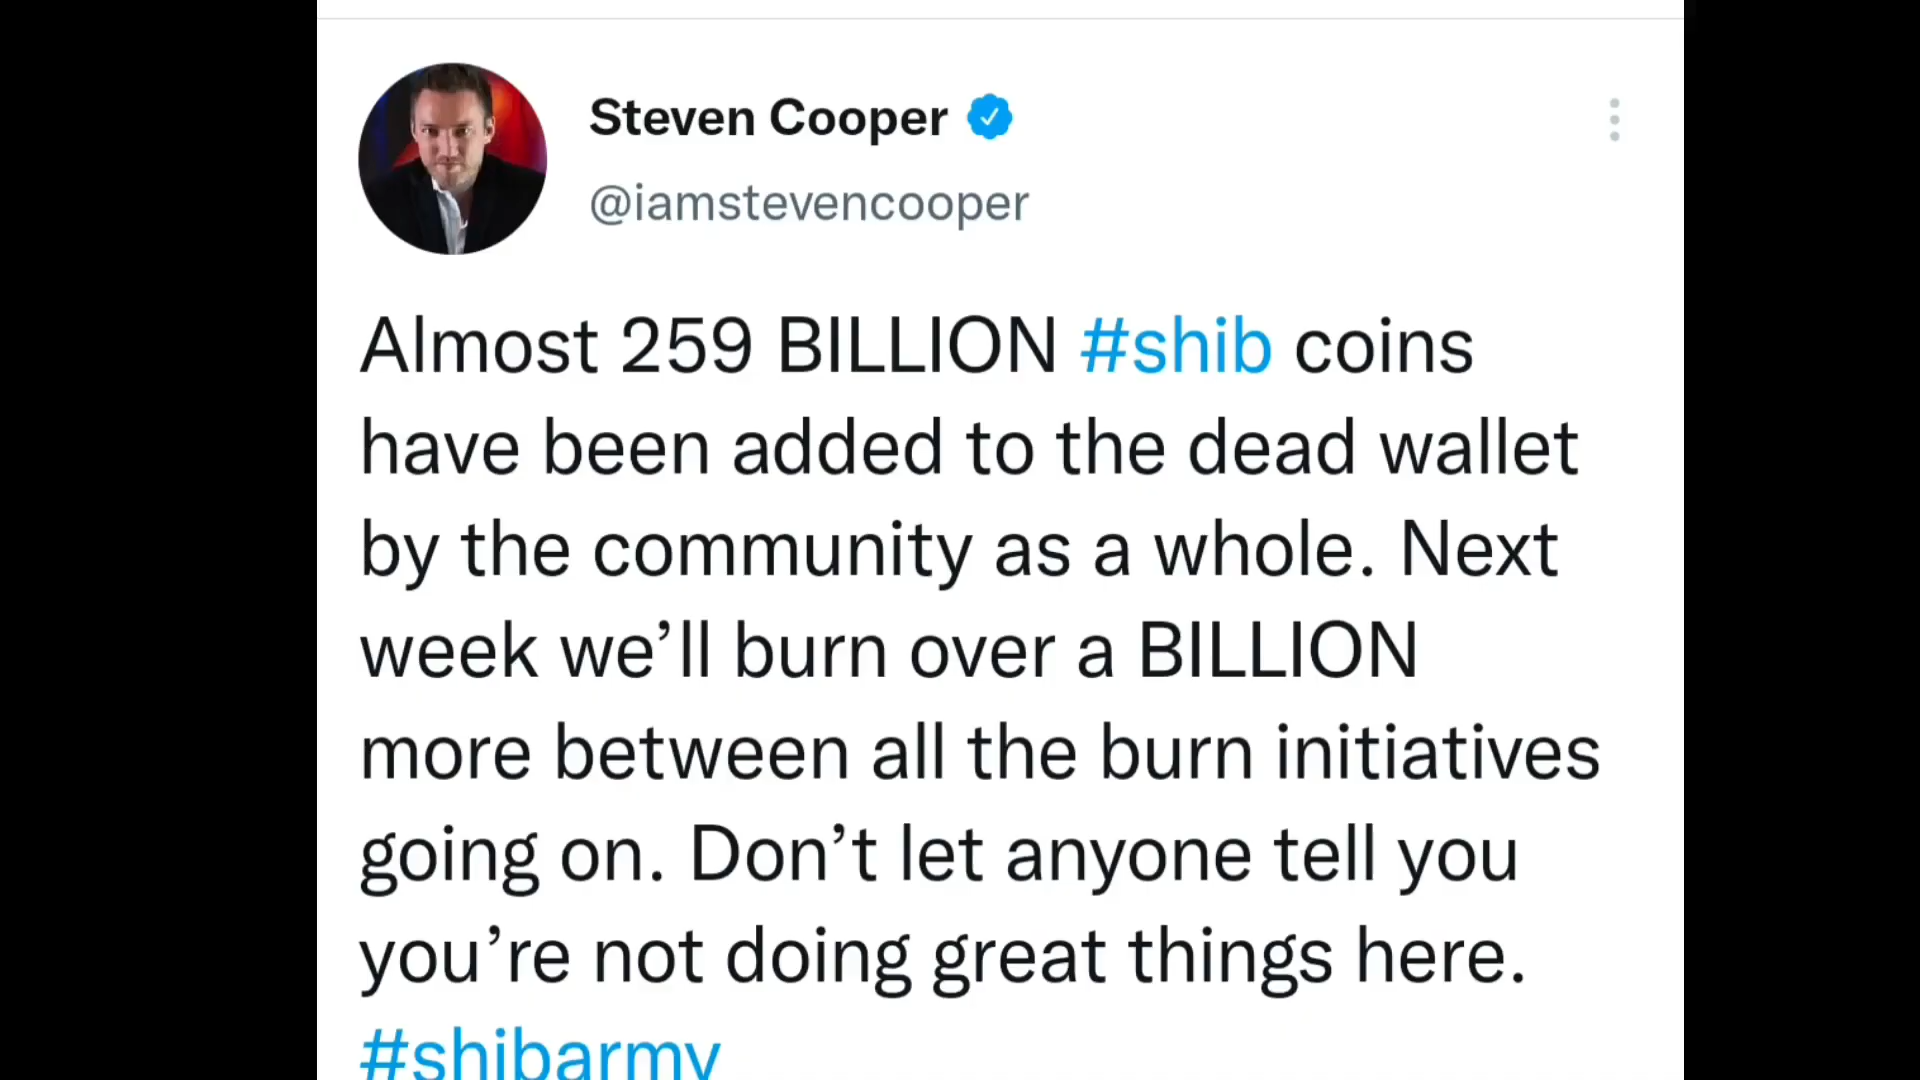 Steven Cooper
@iamstevencooper
Almost 259 BILLION #shib coins
have been added to the dead wallet
by the community as a whole. Next
week we’ll burn over a BILLION
more between all the burn initiatives
going on. Don’t let anyone tell you
you’re not doing great things here.
#shibarmy